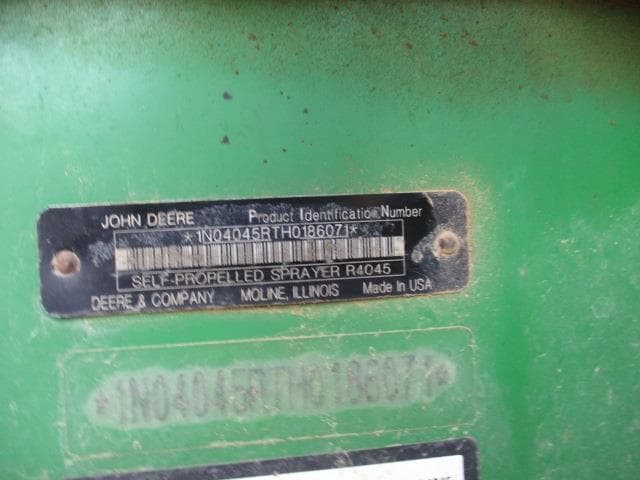 JOHN DEERE Product Identification Number
*1N04045RTH0186071*
SELF-PROPELLED SPRAYER R4045
DEERE & COMPANY MOLINE, ILLINOIS Made In USA
*1N04045RTH0186071*